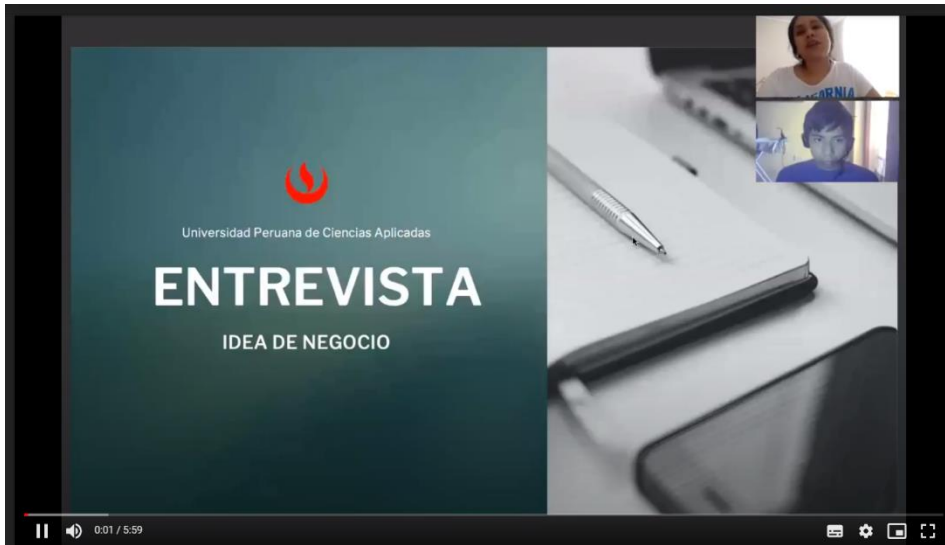 Universidad Peruana de Ciencias Aplicadas
ENTREVISTA
IDEA DE NEGOCIO
0:01 / 5:59